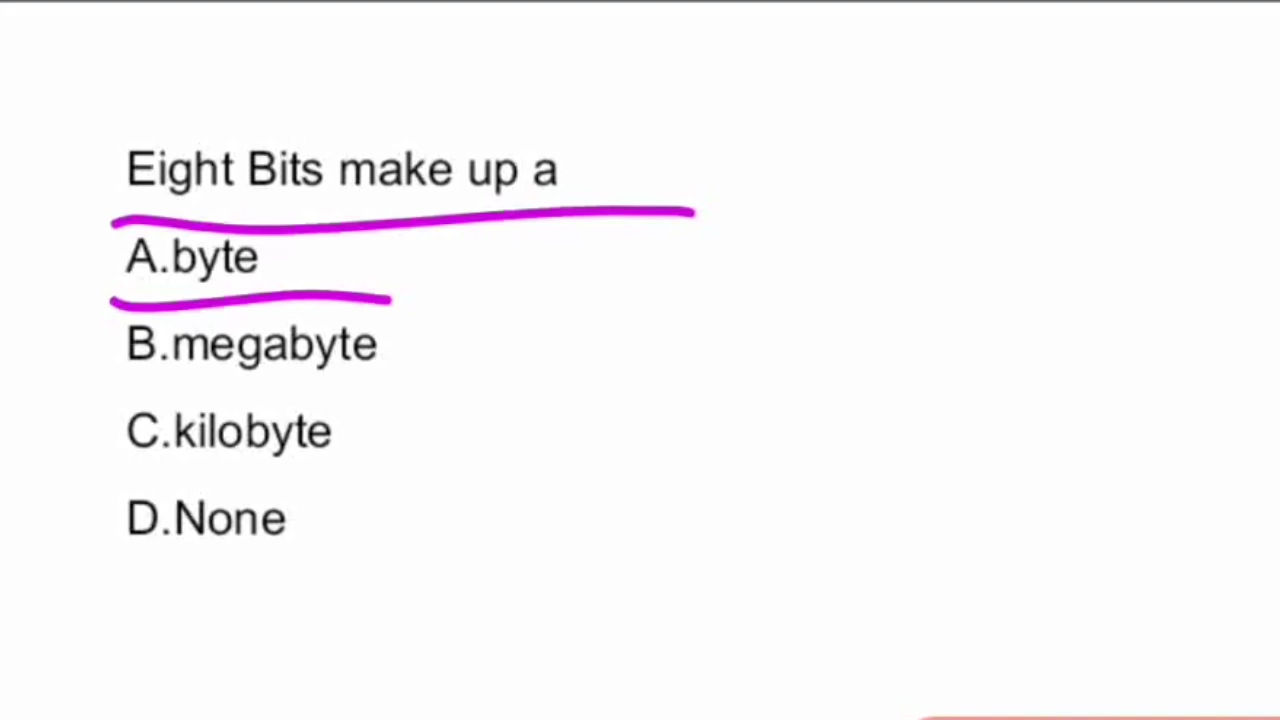 Eight Bits make up a
A.byte
B.megabyte
C.kilobyte
D.None